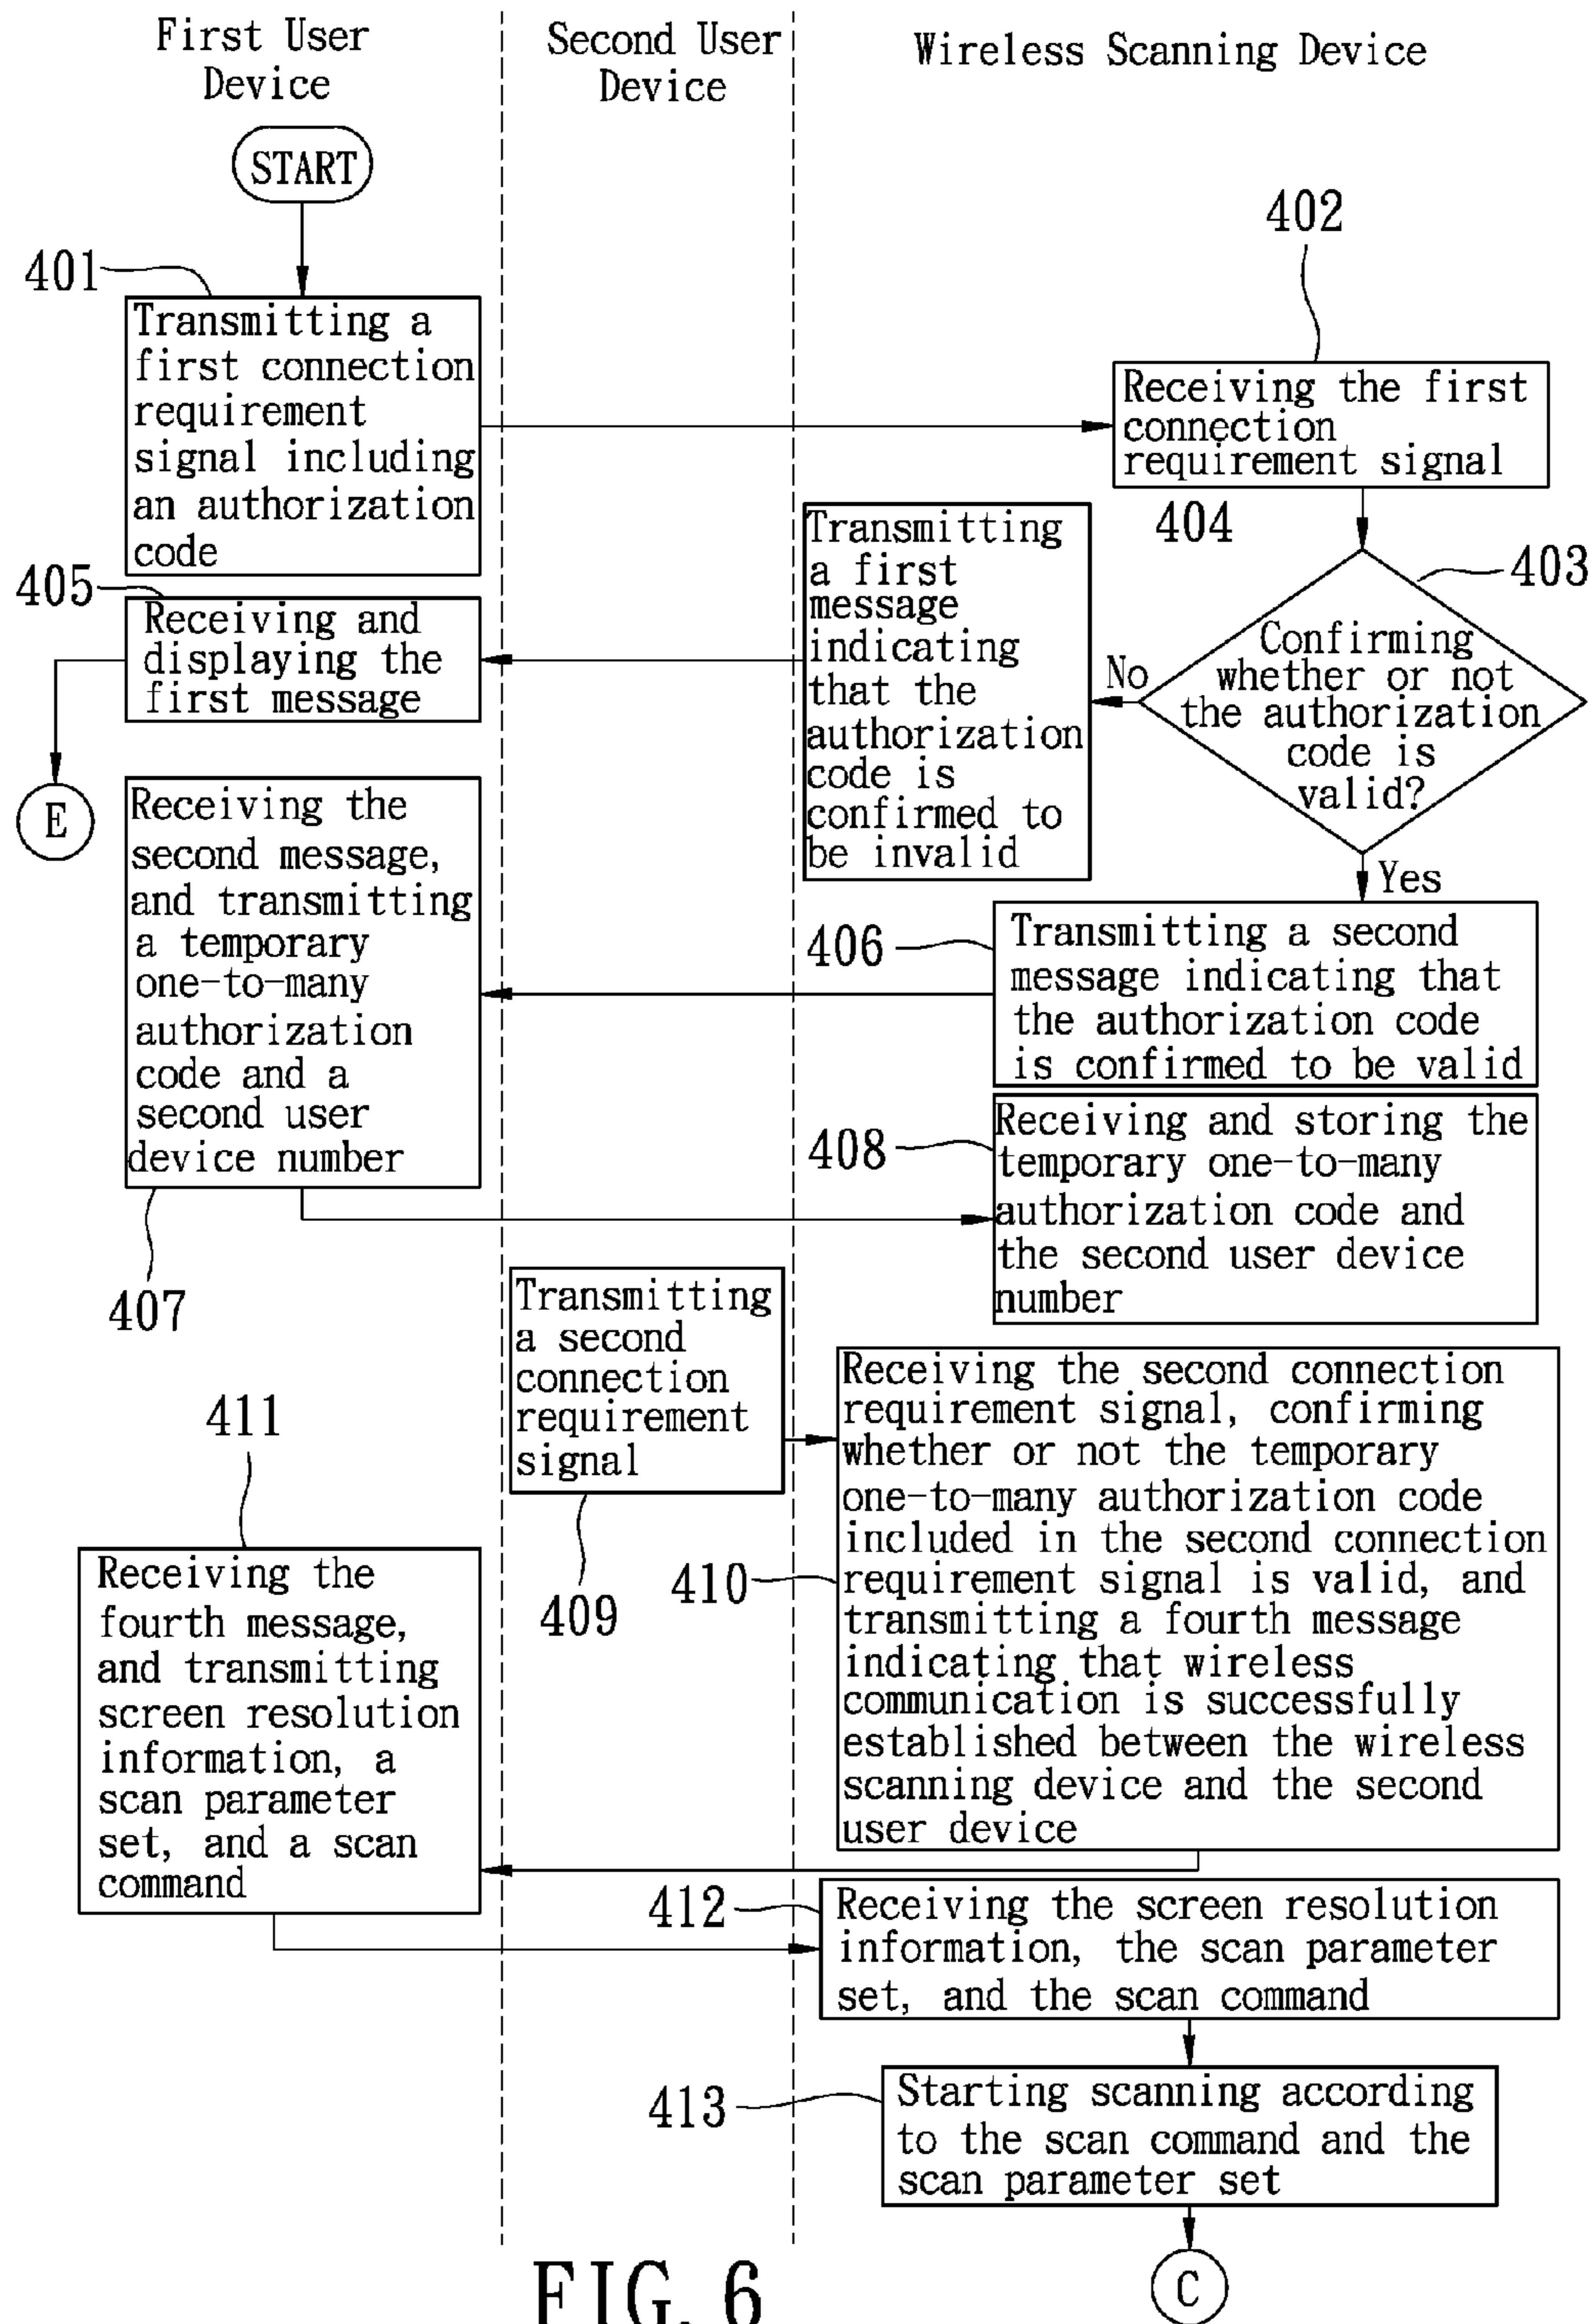 First User
Device
Second User
Device
Wireless Scanning Device
START
401
Transmitting a
first connection
requirement
signal including
an authorization
code
402
Receiving the first
connection
requirement signal
403
Confirming
whether or not
the authorization
code is
valid?
No
Yes
404
Transmitting
a first
message
indicating
that the
authorization
code is
confirmed to
be invalid
405
Receiving and
displaying the
first message
E
406
Transmitting a second
message indicating that
the authorization code
is confirmed to be valid
Receiving the
second message,
and transmitting
a temporary
one-to-many
authorization
code and a
second user
device number
407
408
Receiving and storing the
temporary one-to-many
authorization code and
the second user device
number
Transmitting
a second
connection
requirement
signal
409
410
Receiving the second connection
requirement signal, confirming
whether or not the temporary
one-to-many authorization code
included in the second connection
requirement signal is valid, and
transmitting a fourth message
indicating that wireless
communication is successfully
established between the wireless
scanning device and the second
user device
411
Receiving the
fourth message,
and transmitting
screen resolution
information, a
scan parameter
set, and a scan
command
412
Receiving the screen resolution
information, the scan parameter
set, and the scan command
413
Starting scanning according
to the scan command and the
scan parameter set
C
FIG. 6